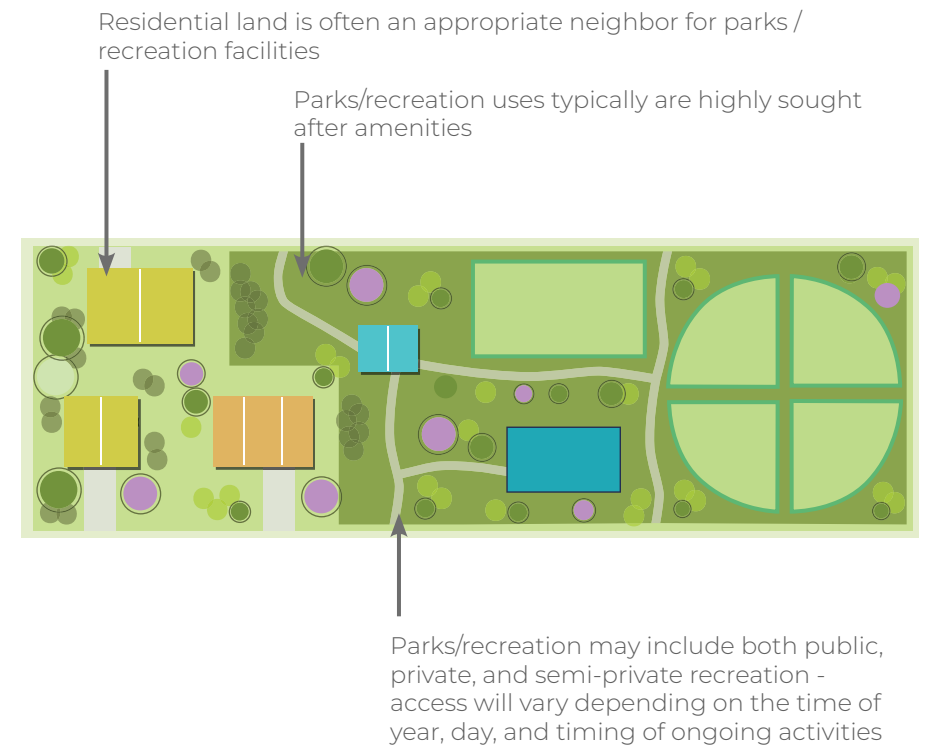 Residential land is often an appropriate neighbor for parks /
recreation facilities
Parks/recreation uses typically are highly sought
after amenities
Parks/recreation may include both public,
private, and semi-private recreation -
access will vary depending on the time of
year, day, and timing of ongoing activities